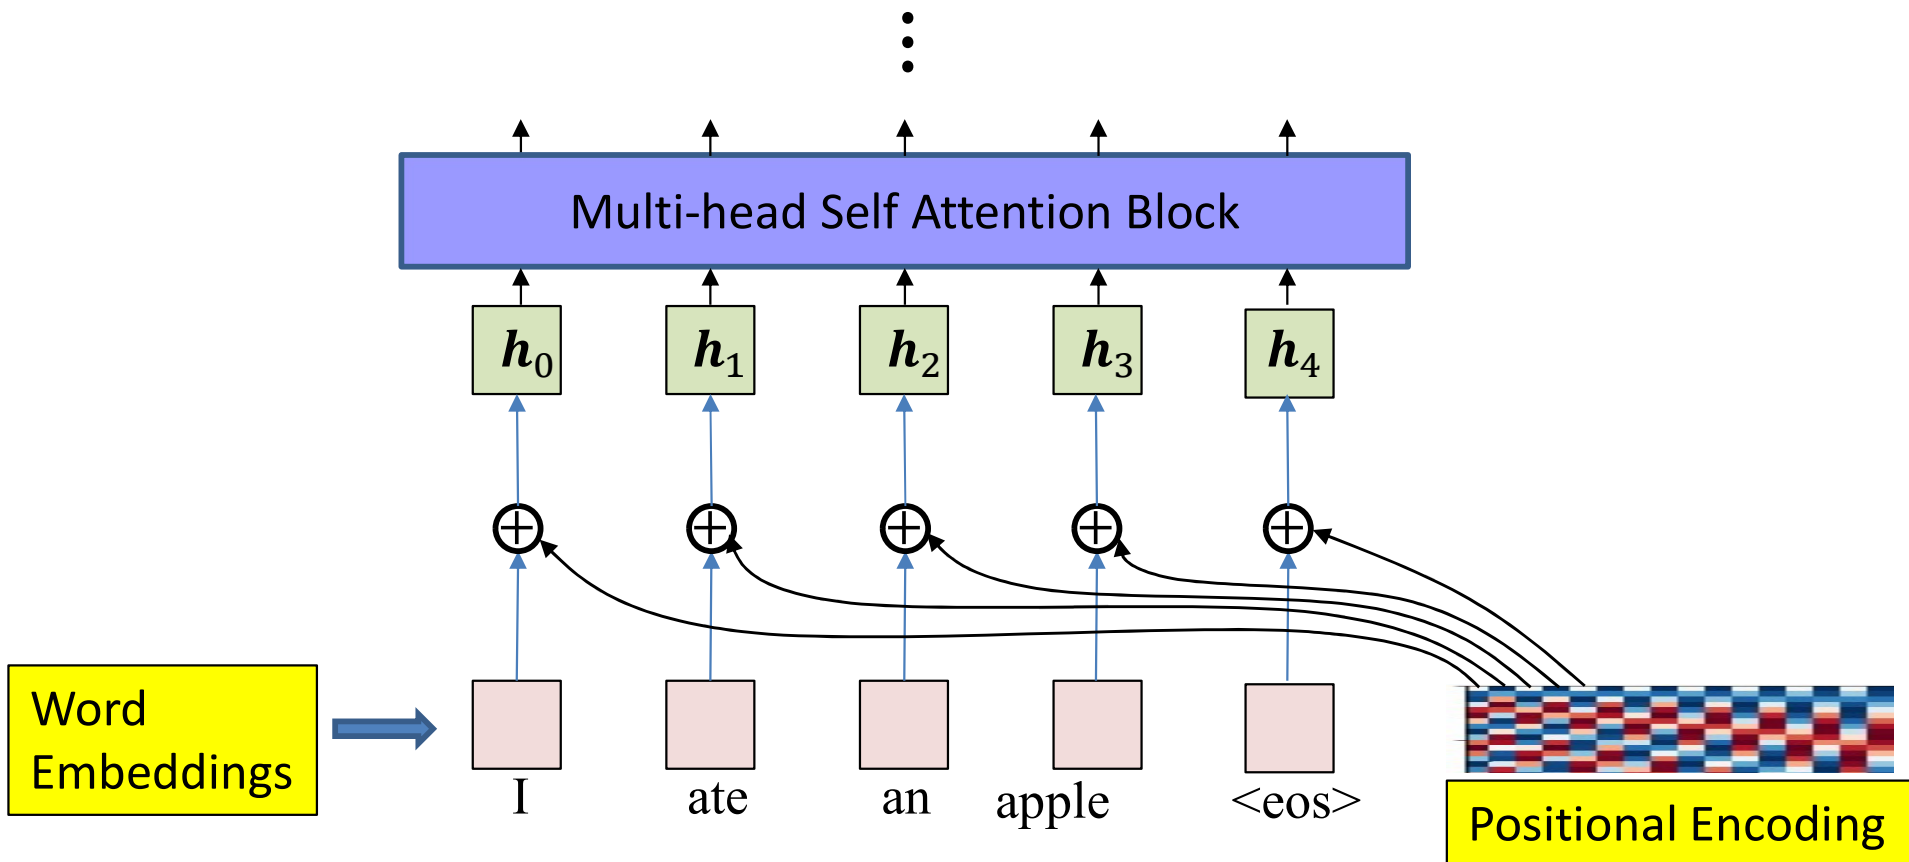 Multi-head Self Attention Block
h₀ h₁ h₂ h₃ h₄
Word
Embeddings
I ate an apple <eos>
Positional Encoding